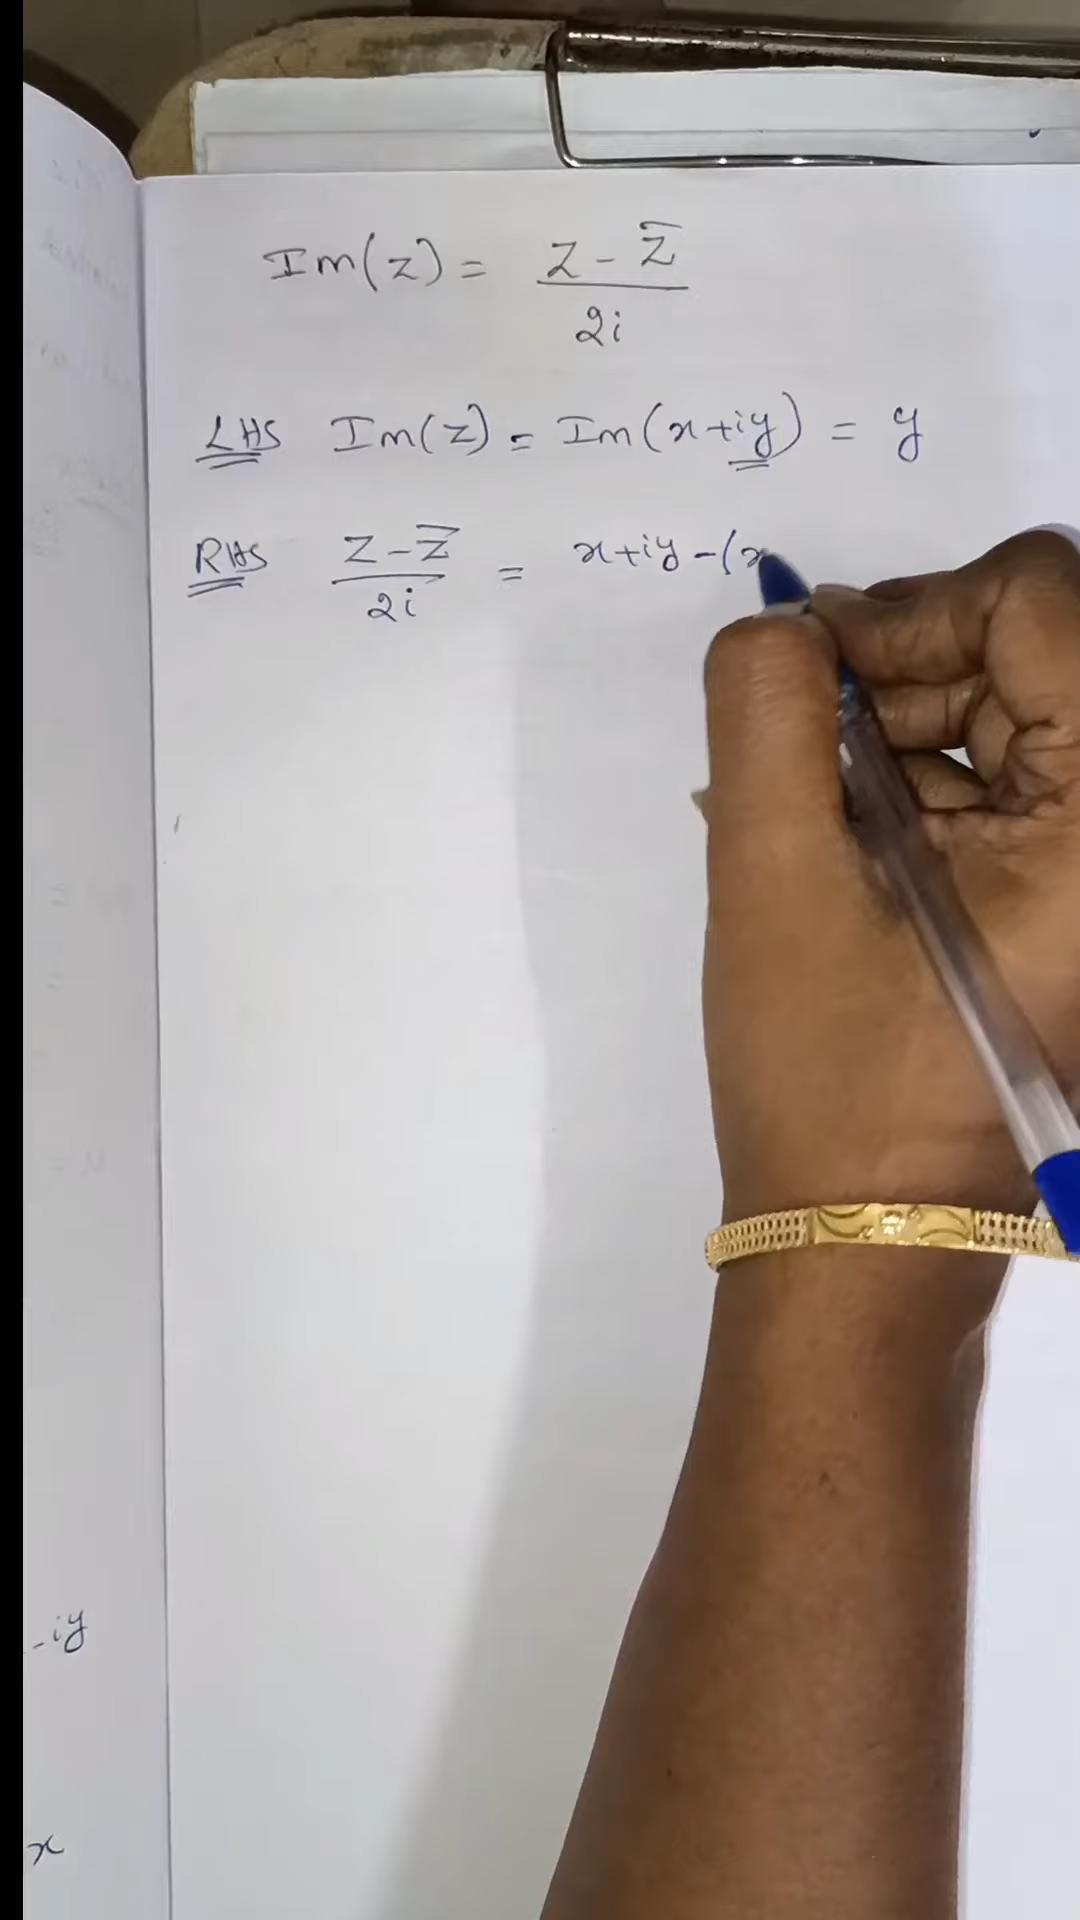 Im(z) = z - z̄ / 2i
LHS Im(z) = Im(x+iy) = y
RHS z - z̄ / 2i = x+iy-(x
-iy
x